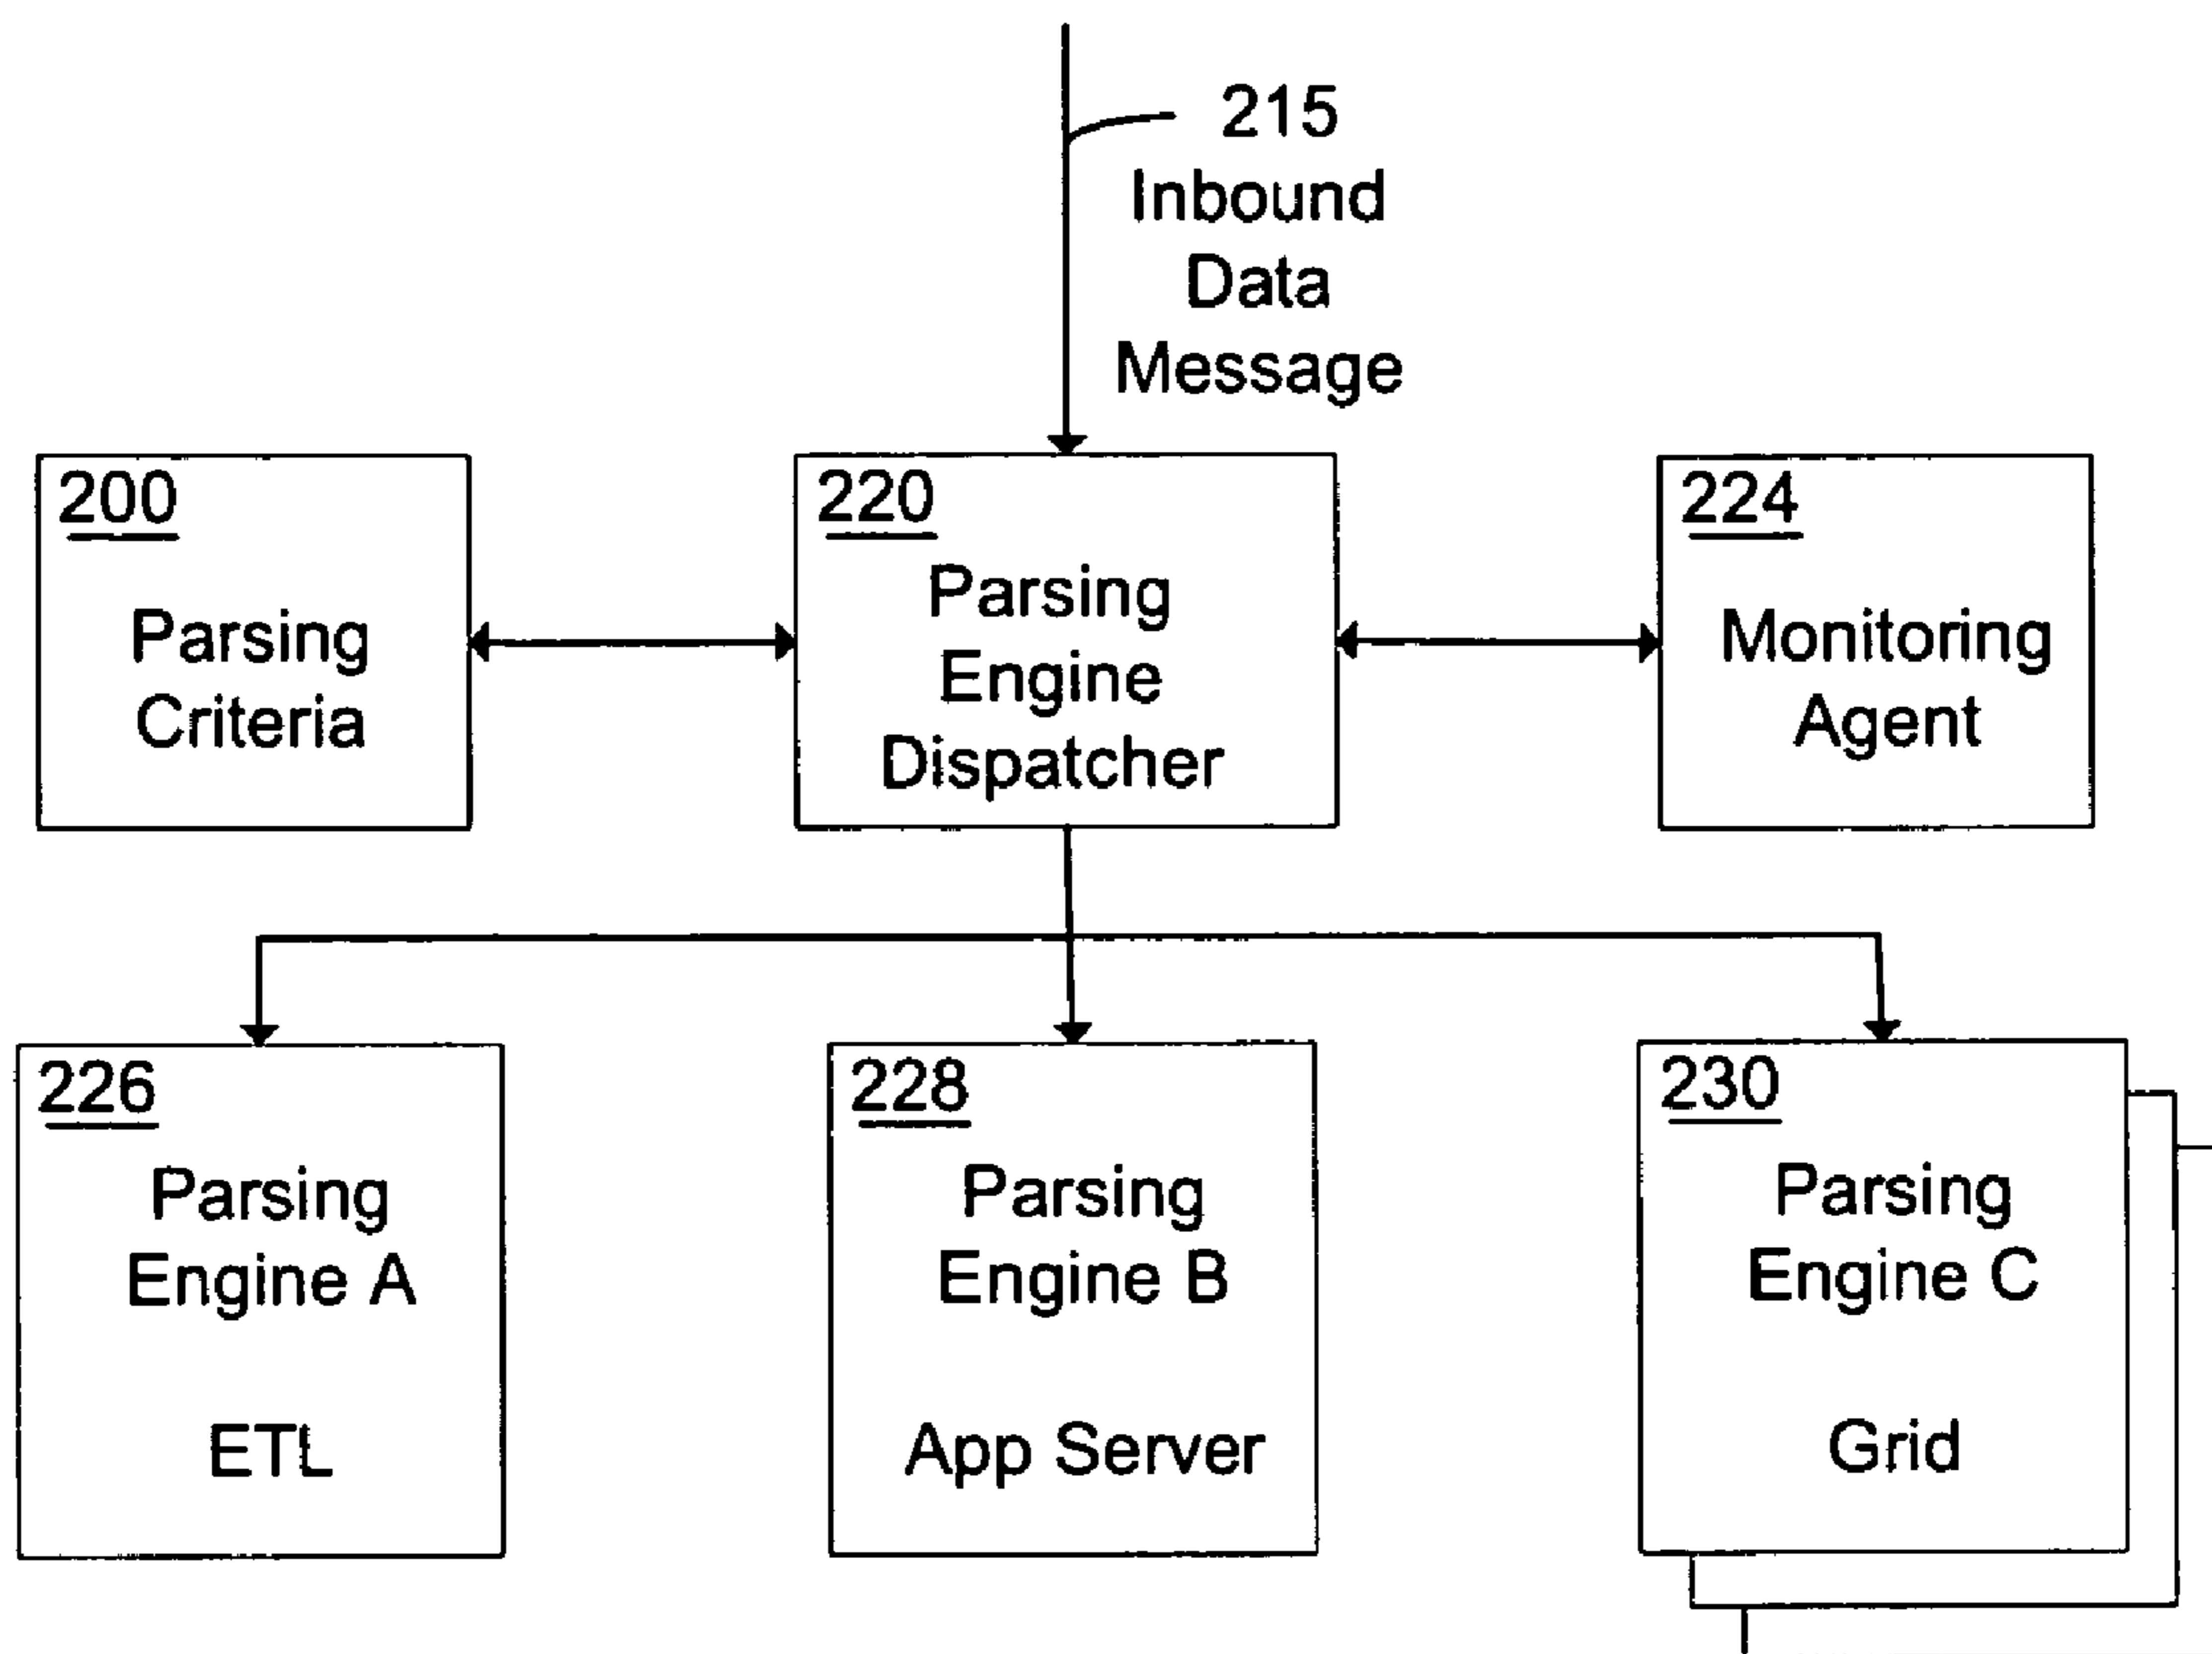 215
Inbound
Data
Message
200
Parsing
Criteria
220
Parsing
Engine
Dispatcher
224
Monitoring
Agent
226
Parsing
Engine A
ETL
228
Parsing
Engine B
App Server
230
Parsing
Engine C
Grid